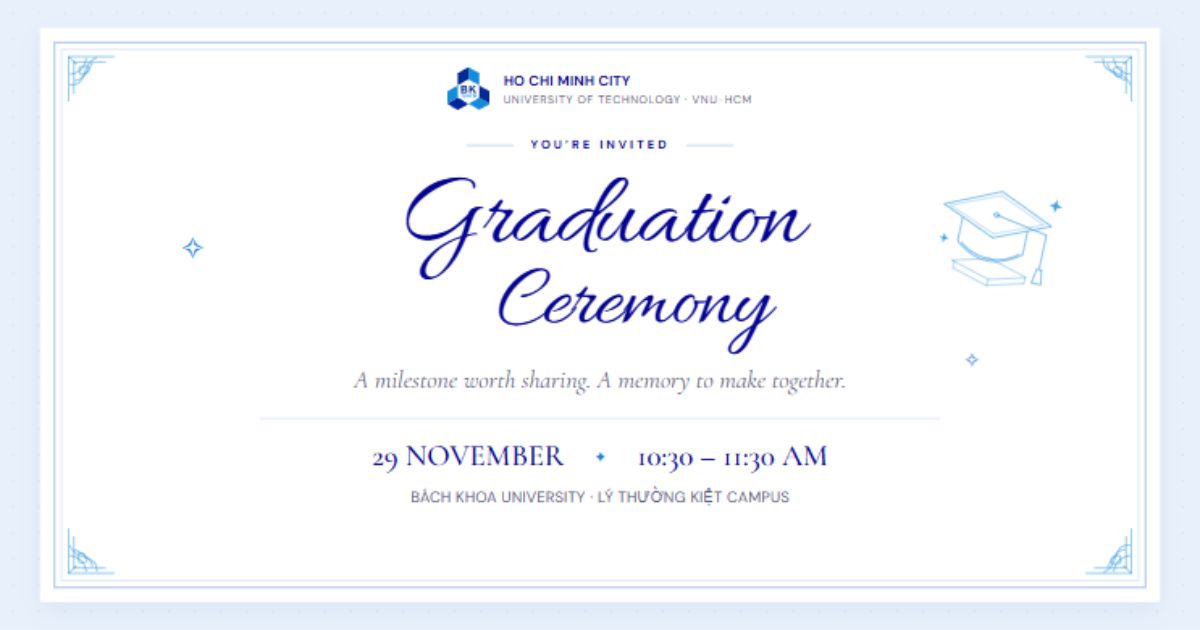 BK
HO CHI MINH CITY
UNIVERSITY OF TECHNOLOGY · VNU-HCM
YOU'RE INVITED
Graduation
Ceremony
A milestone worth sharing. A memory to make together.
29 NOVEMBER ✦ 10:30 – 11:30 AM
BÁCH KHOA UNIVERSITY · LÝ THƯỜNG KIỆT CAMPUS